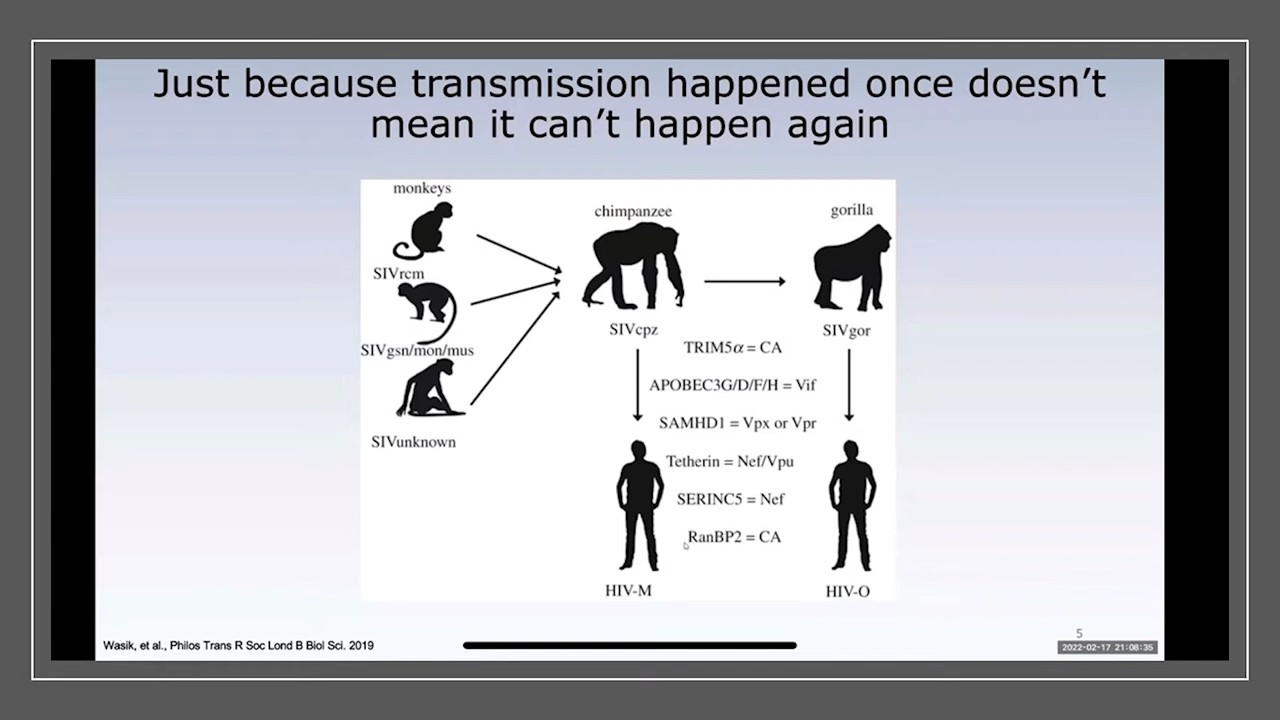 Just because transmission happened once doesn't
mean it can't happen again
monkeys
SIVrcm
SIVgsn/mon/mus
SIVunknown
chimpanzee
SIVcpz
gorilla
SIVgor
TRIM5α = CA
APOBEC3G/D/F/H = Vif
SAMHD1 = Vpx or Vpr
Tetherin = Nef/Vpu
SERINC5 = Nef
RanBP2 = CA
HIV-M
HIV-O
Wasik, et al., Philos Trans R Soc Lond B Biol Sci. 2019
5
2022-02-17 21:08:35